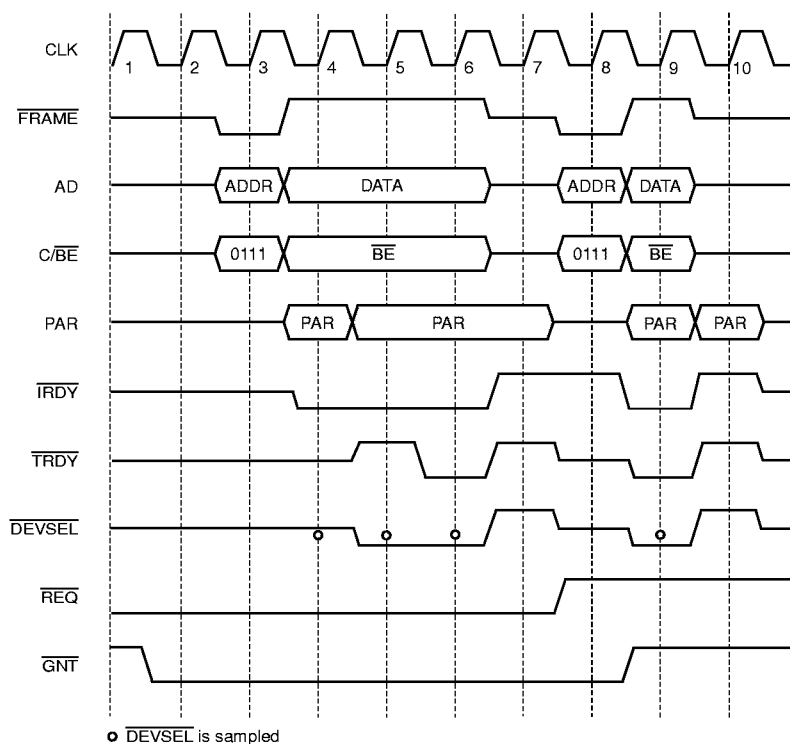 CLK
1 2 3 4 5 6 7 8 9 10
FRAME
AD
ADDR DATA ADDR DATA
C/BE
0111 BE 0111 BE
PAR
PAR PAR PAR PAR
IRDY
TRDY
DEVSEL
REQ
GNT
DEVSEL is sampled